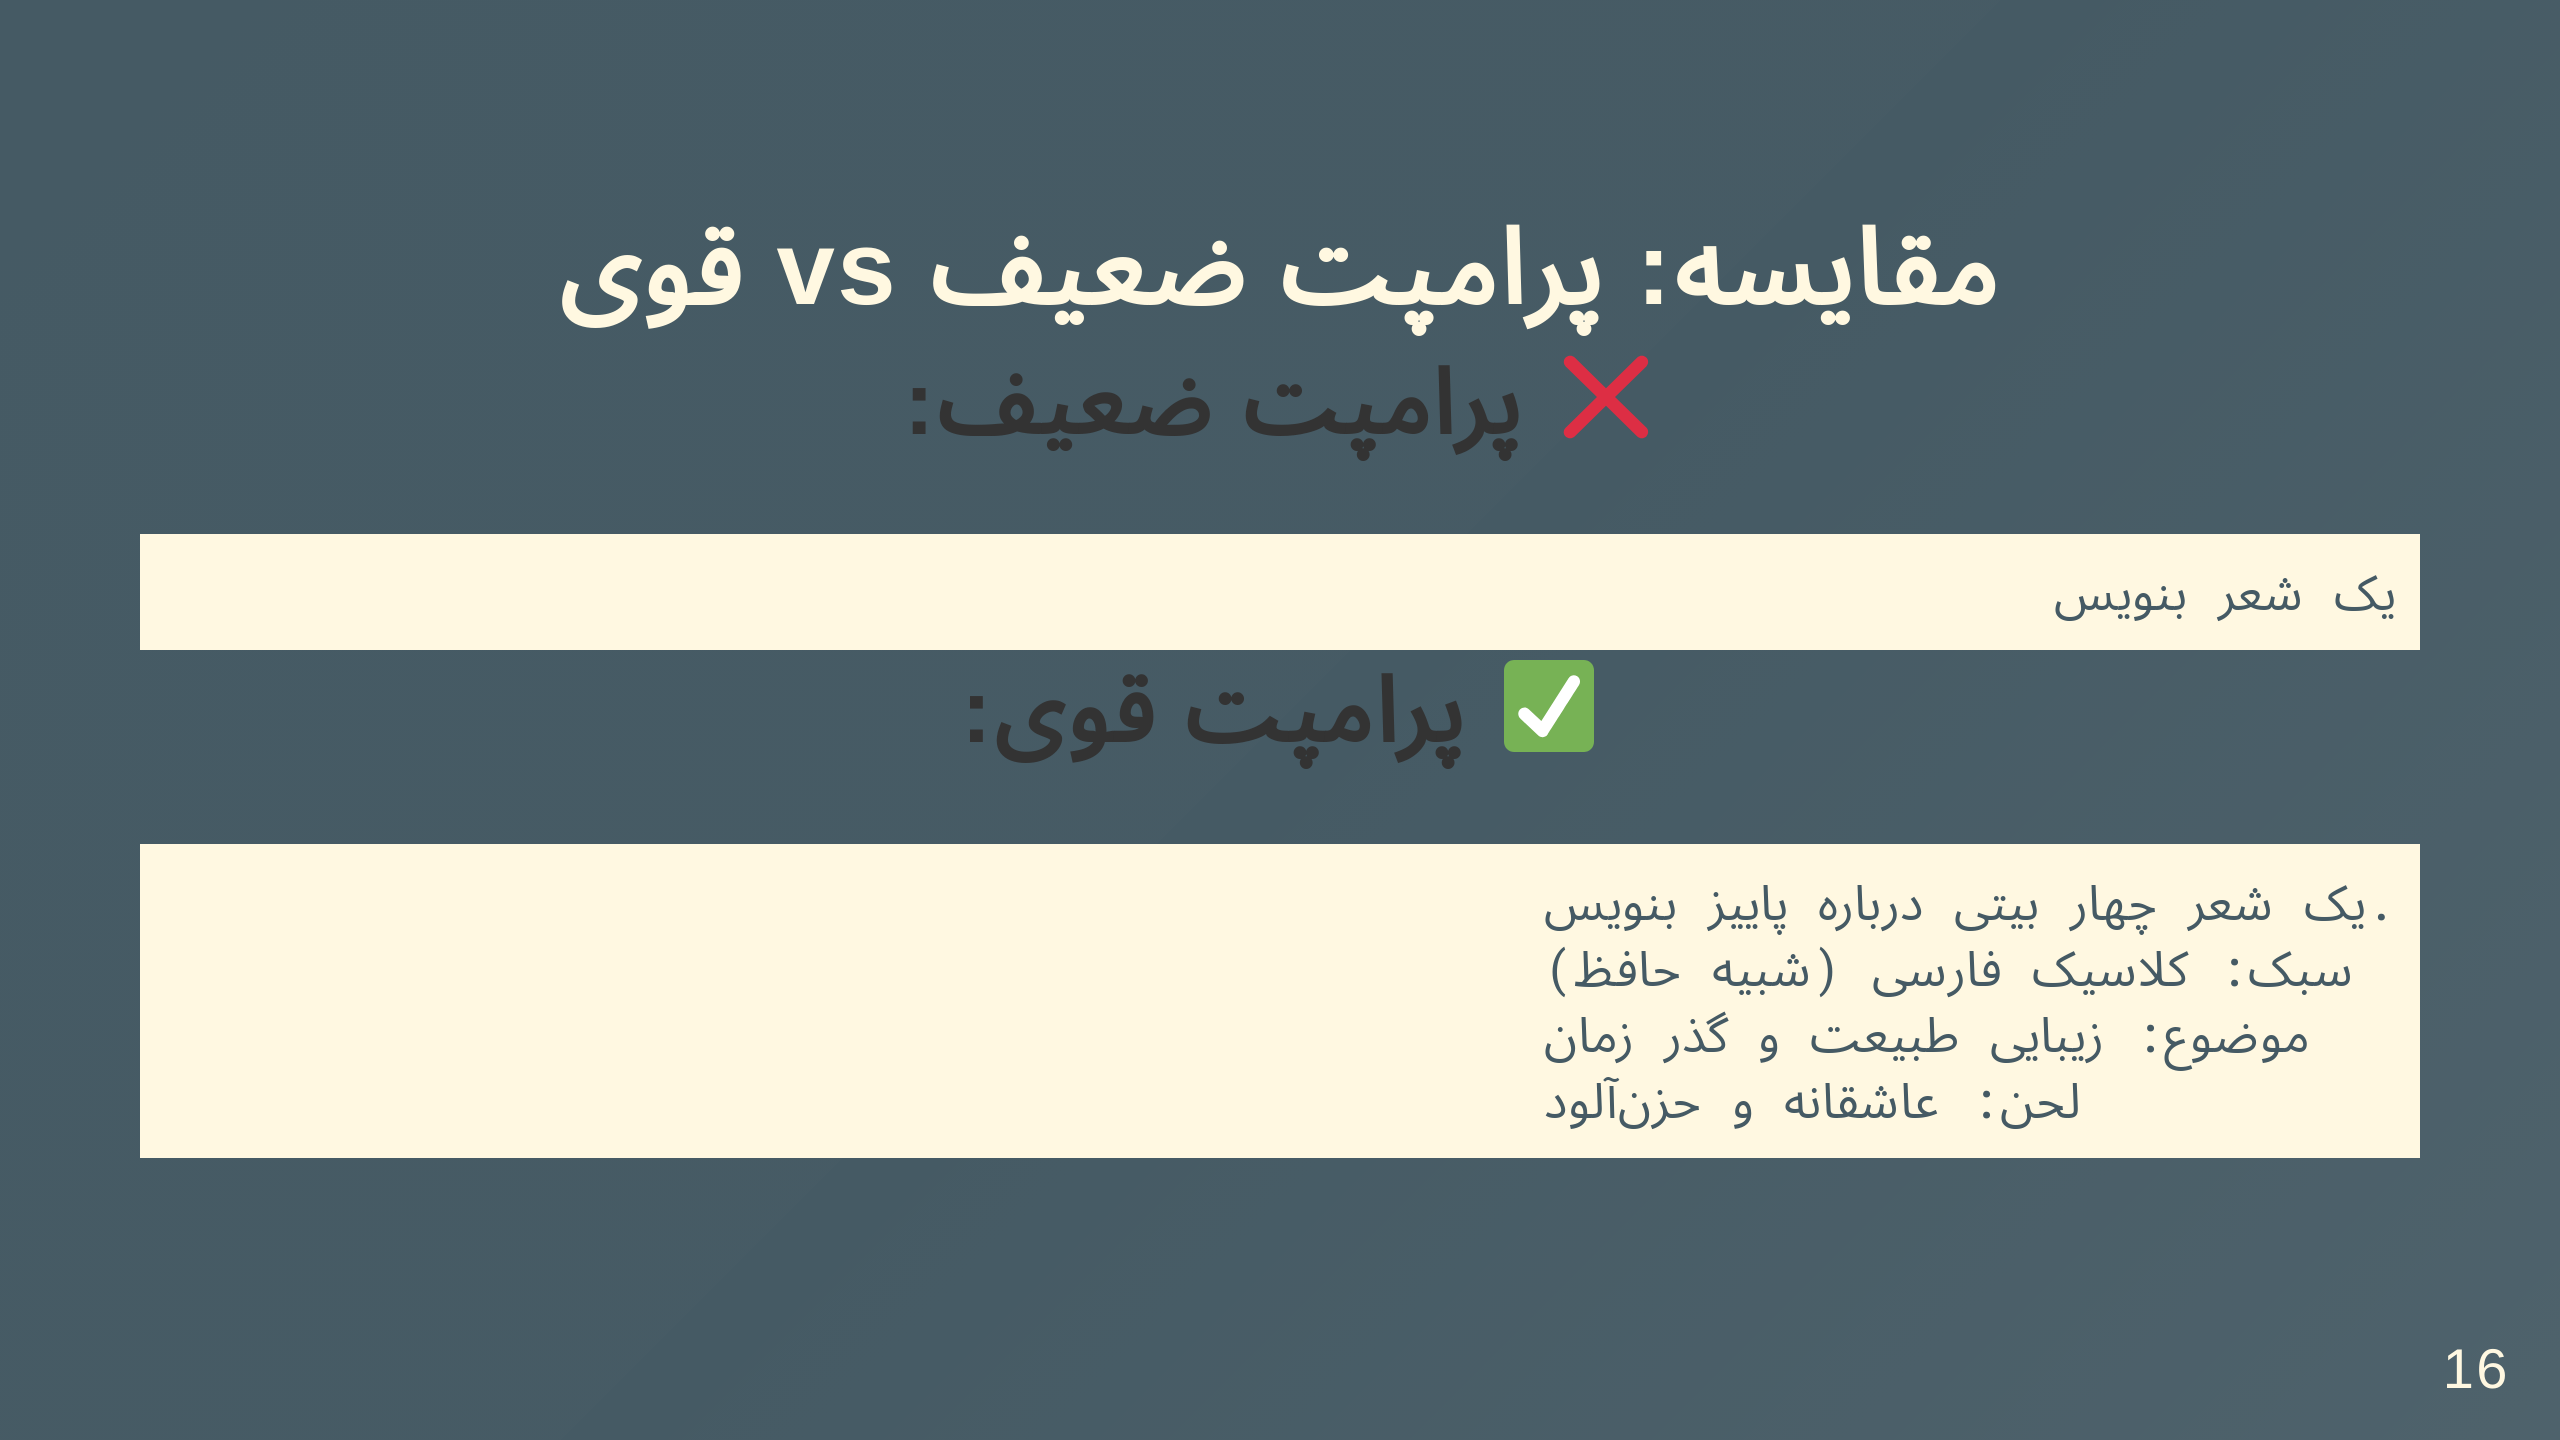 مقایسه: پرامپت ضعیف vs قوی
❌ پرامپت ضعیف:
یک شعر بنویس
✅ پرامپت قوی:
یک شعر چهار بیتی درباره پاییز بنویس.
سبک: کلاسیک فارسی (شبیه حافظ)
موضوع: زیبایی طبیعت و گذر زمان
لحن: عاشقانه و حزن‌آلود
16